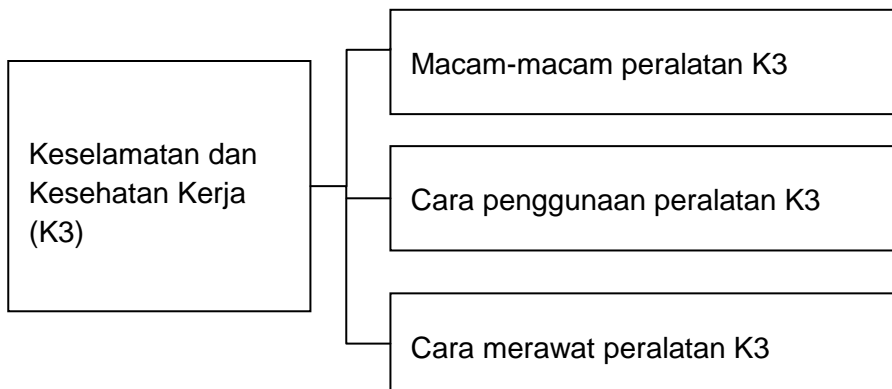 Keselamatan dan
Kesehatan Kerja
(K3)
Macam-macam peralatan K3
Cara penggunaan peralatan K3
Cara merawat peralatan K3